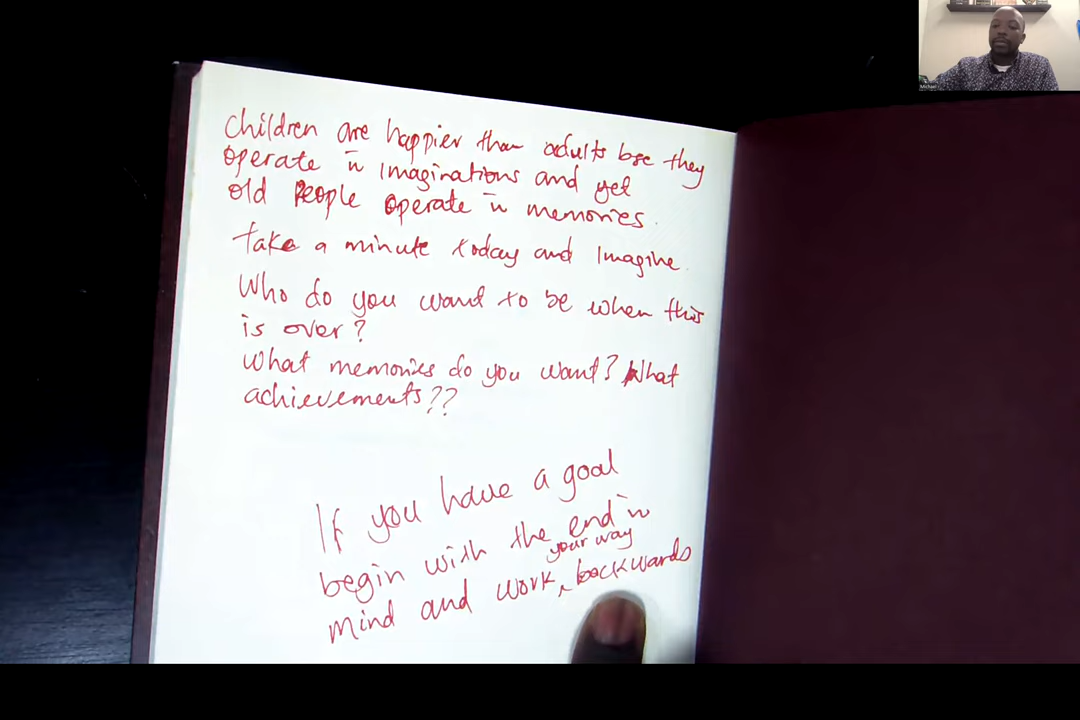 Children are happier than adults bse they
operate in imaginations and yet
old people operate in memories.
Take a minute today and imagine.
Who do you want to be when this
is over?
What memories do you want? What
achievements??
If you have a goal
begin with the end in
your way
mind and work ‸ backwards
Michael